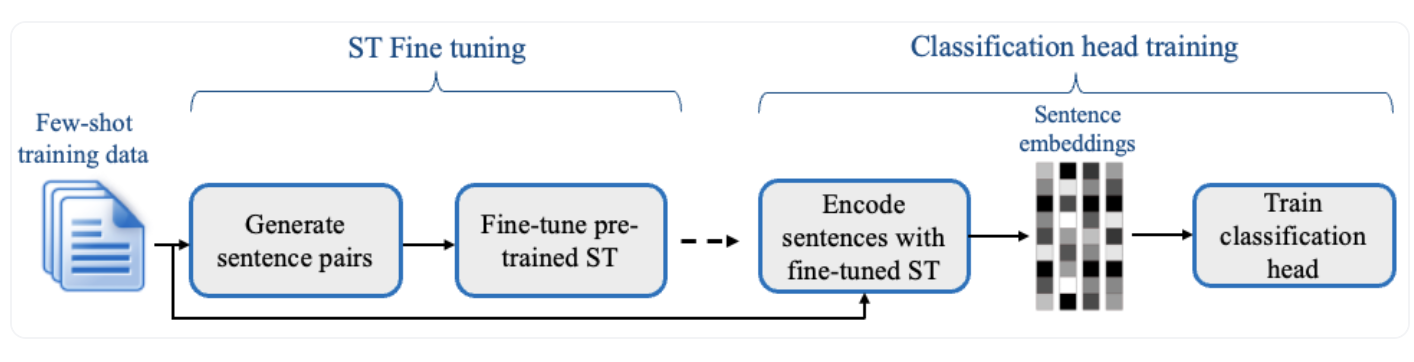 ST Fine tuning
Classification head training
Few-shot
training data
Generate
sentence pairs
Fine-tune pre-
trained ST
Encode
sentences with
fine-tuned ST
Sentence
embeddings
Train
classification
head